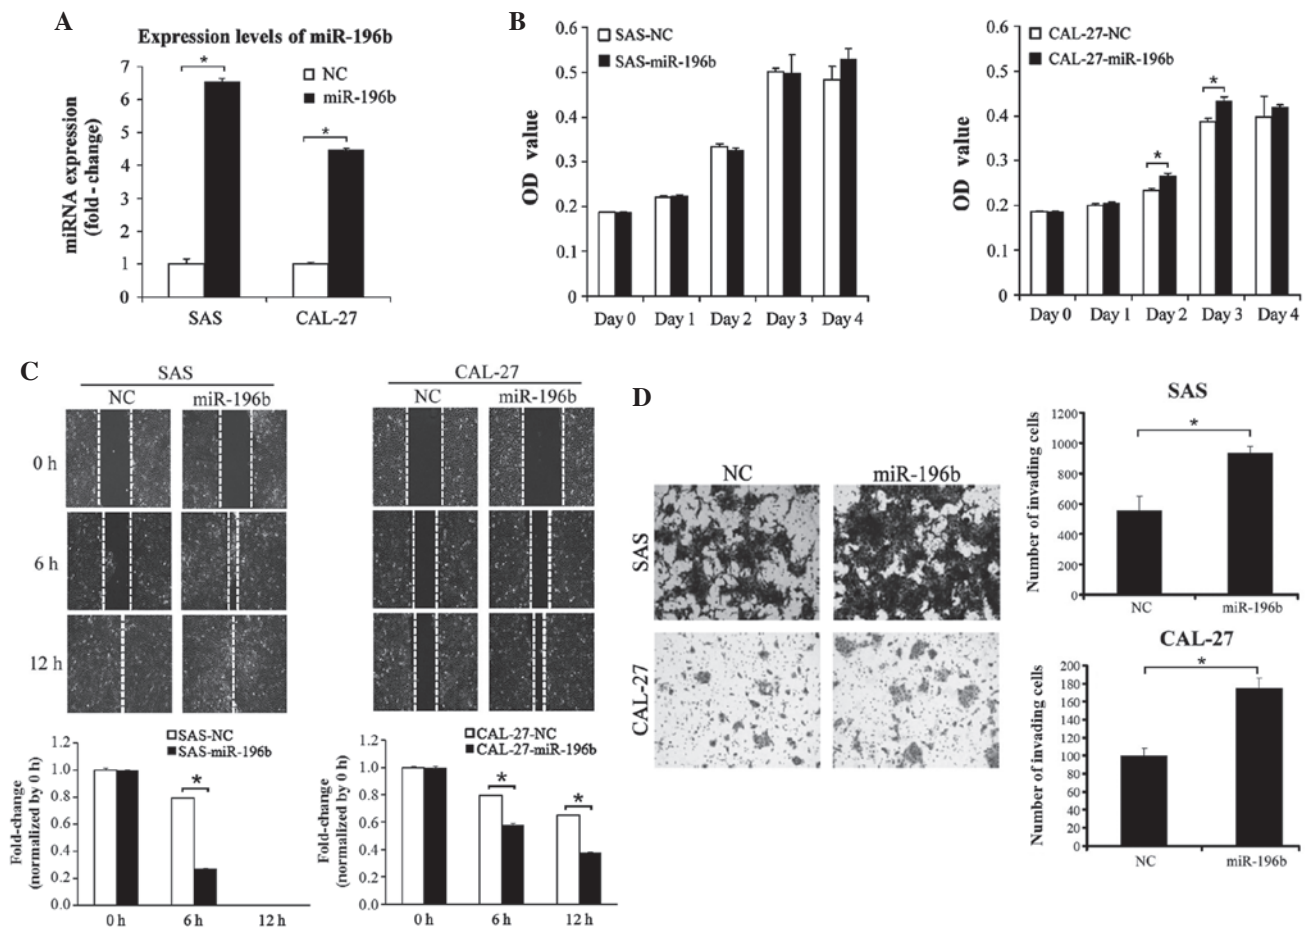 A
Expression levels of miR-196b
miRNA expression
(fold - change)
7
6
5
4
3
2
1
0
*
*
NC
miR-196b
SAS
CAL-27
B
OD value
0.6
0.5
0.4
0.3
0.2
0.1
0
SAS-NC
SAS-miR-196b
Day 0
Day 1
Day 2
Day 3
Day 4
OD value
0.6
0.5
0.4
0.3
0.2
0.1
0
CAL-27-NC
CAL-27-miR-196b
*
*
Day 0
Day 1
Day 2
Day 3
Day 4
C
SAS
NC
miR-196b
CAL-27
NC
miR-196b
0 h
6 h
12 h
Fold-change
(normalized by 0 h)
1.2
1.0
0.8
0.6
0.4
0.2
0.0
SAS-NC
SAS-miR-196b
*
0 h
6 h
12 h
Fold-change
(normalized by 0 h)
1.2
1.0
0.8
0.6
0.4
0.2
0.0
CAL-27-NC
CAL-27-miR-196b
*
*
0 h
6 h
12 h
D
NC
miR-196b
SAS
CAL-27
SAS
Number of invading cells
1200
1000
800
600
400
200
0
*
NC
miR-196b
CAL-27
Number of invading cells
200
180
160
140
120
100
80
60
40
20
0
*
NC
miR-196b